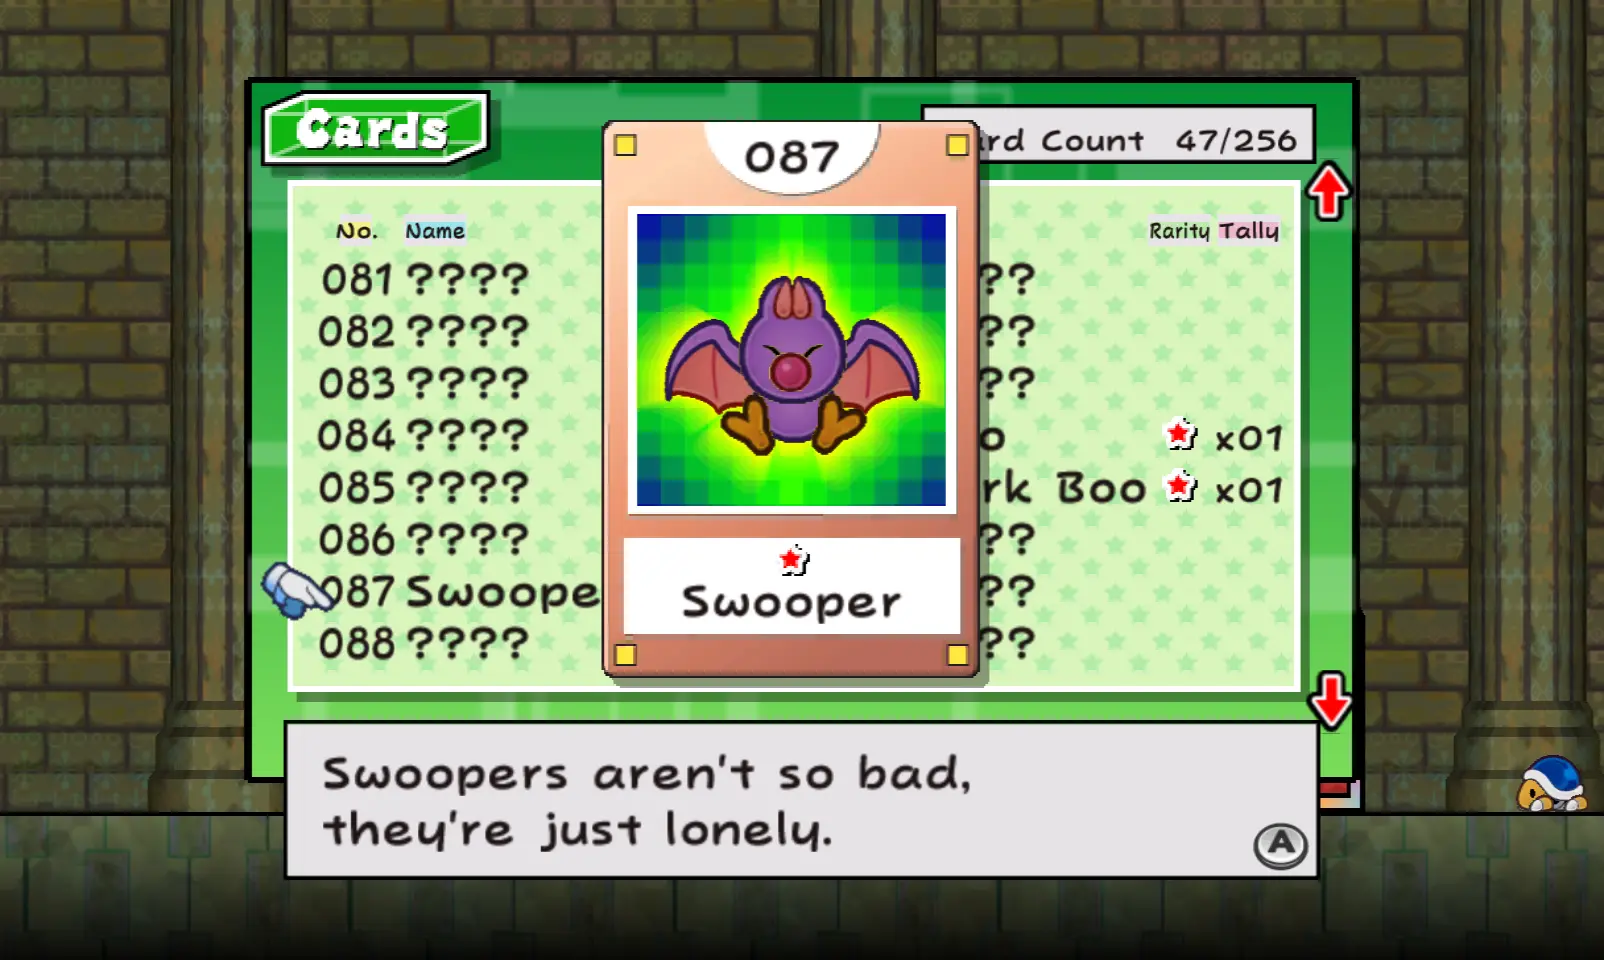 Cards
rd Count 47/256
087
No. Name
Rarity Tally
081 ????
??
082 ????
??
083 ????
??
084 ????
o x01
085 ????
rk Boo x01
086 ????
??
087 Swoope
??
088 ????
??
Swooper
Swoopers aren't so bad,
they're just lonely.
A